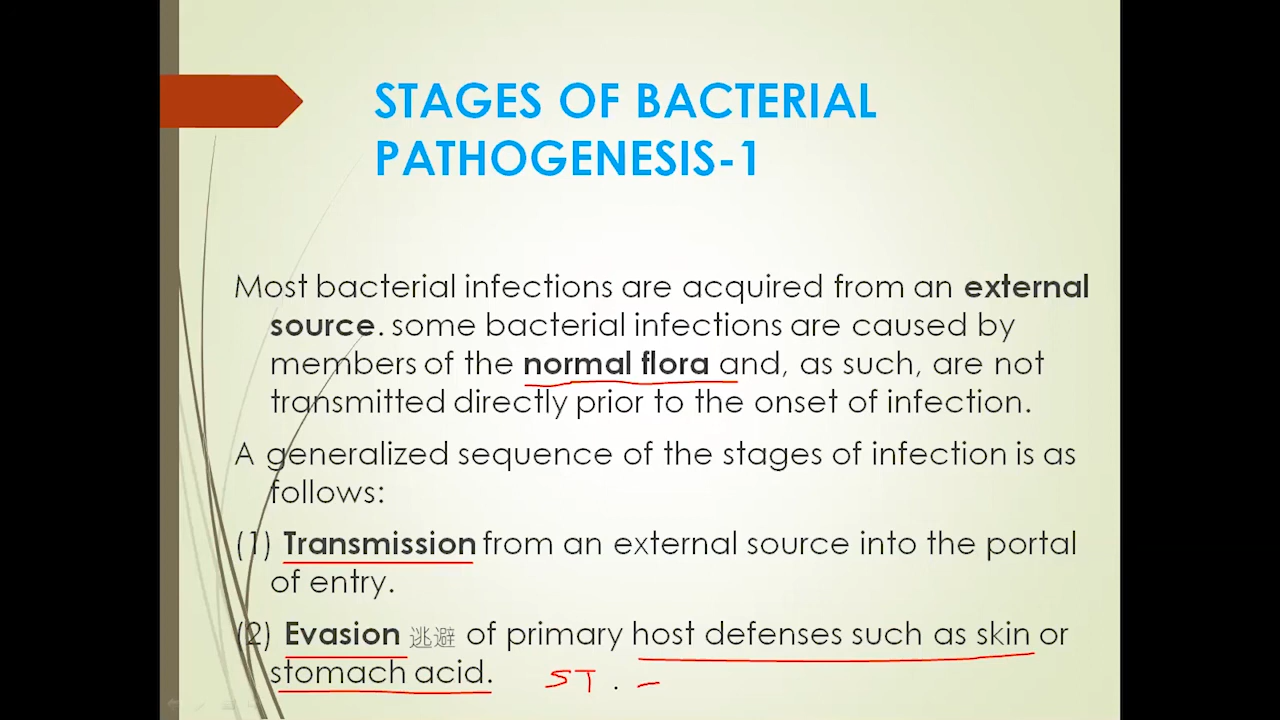 STAGES OF BACTERIAL
PATHOGENESIS-1
Most bacterial infections are acquired from an external
source. some bacterial infections are caused by
members of the normal flora and, as such, are not
transmitted directly prior to the onset of infection.
A generalized sequence of the stages of infection is as
follows:
(1) Transmission from an external source into the portal
of entry.
(2) Evasion 逃避 of primary host defenses such as skin or
stomach acid. ST. -